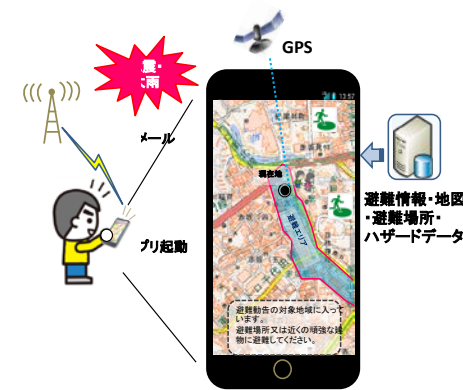 GPS
震・
雨
メール
プリ起動
13:57
現在地
避難エリア
避難勧告の対象地域に入って
います。
避難場所又は近くの頑強な建
物に避難してください。
避難情報・地図
・避難場所・
ハザードデータ